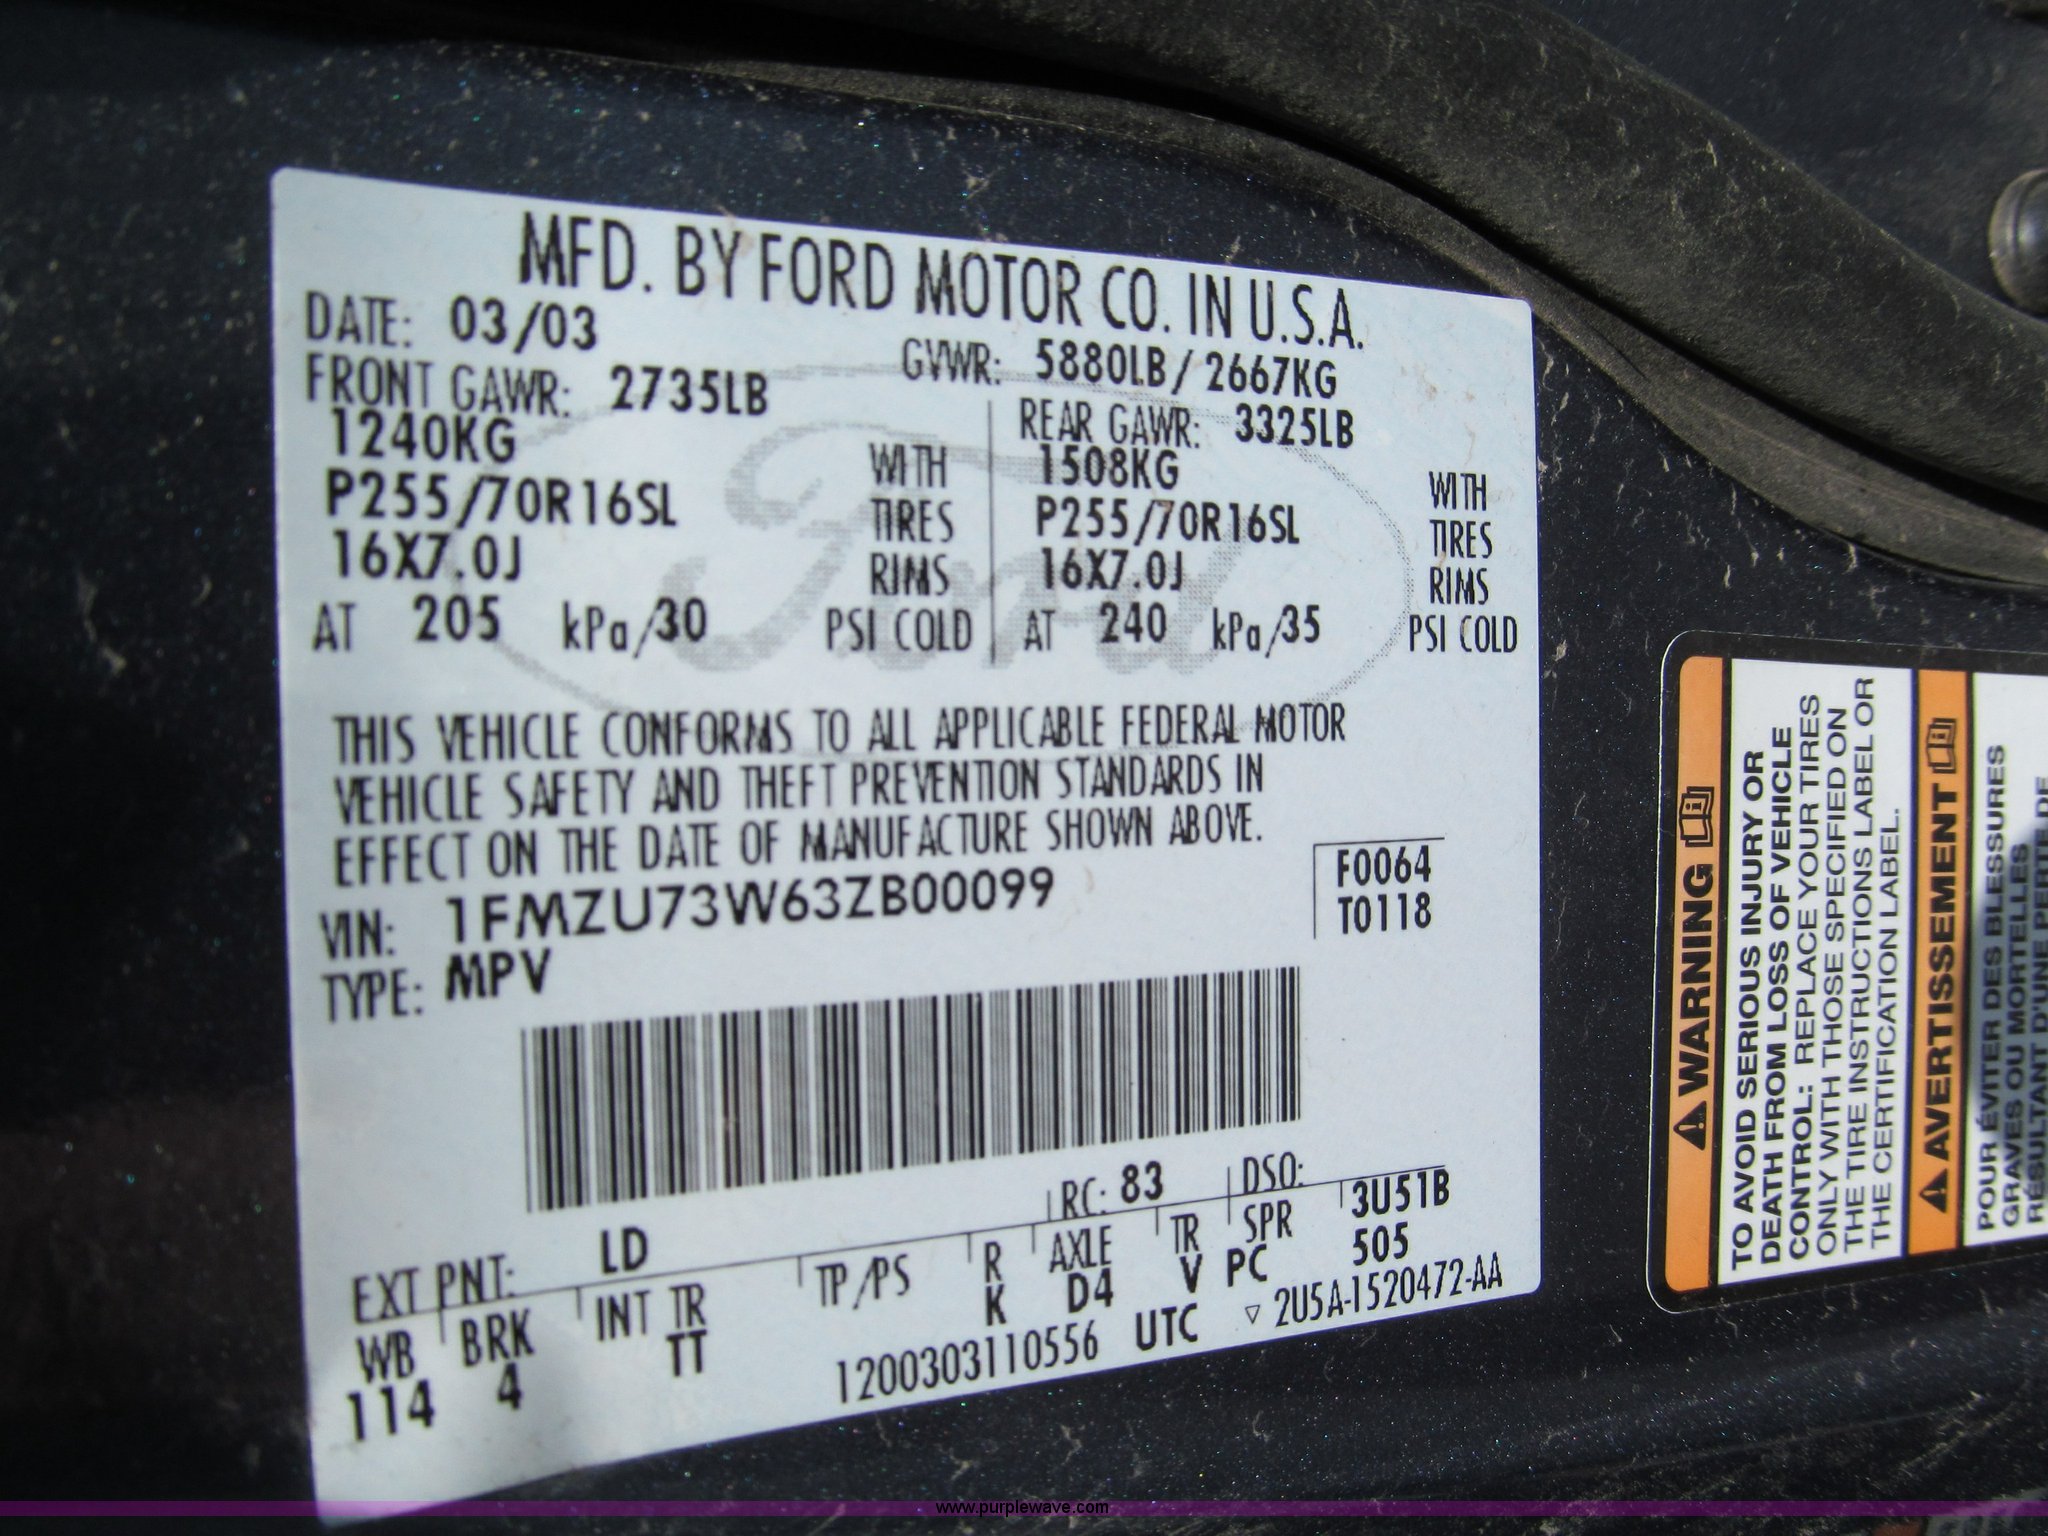 MFD. BY FORD MOTOR CO. IN U.S.A.
DATE: 03/03
GVWR: 5880LB / 2667KG
FRONT GAWR: 2735LB
REAR GAWR: 3325LB
1240KG WITH
1508KG WITH
P255/70R16SL TIRES
P255/70R16SL TIRES
16X7.0J RIMS
16X7.0J RIMS
AT 205 kPa/30 PSI COLD
AT 240 kPa/35 PSI COLD
Ford
THIS VEHICLE CONFORMS TO ALL APPLICABLE FEDERAL MOTOR
VEHICLE SAFETY AND THEFT PREVENTION STANDARDS IN
EFFECT ON THE DATE OF MANUFACTURE SHOWN ABOVE.
VIN: 1FMZU73W63ZB00099
F0064
T0118
TYPE: MPV
EXT PNT: LD
RC: 83
DSO:
WB BRK INT TR TP/PS R AXLE TR SPR 3U51B
114 4 TT K D4 V PC 505
1200303110556 UTC ▽ 2U5A-1520472-AA
⚠WARNING
TO AVOID SERIOUS INJURY OR
DEATH FROM LOSS OF VEHICLE
CONTROL: REPLACE YOUR TIRES
ONLY WITH THOSE SPECIFIED ON
THE TIRE INSTRUCTIONS LABEL OR
THE CERTIFICATION LABEL.
⚠AVERTISSEMENT
POUR ÉVITER DES BLESSURES
GRAVES OU MORTELLES
RÉSULTANT D'UNE PERTE DE
www.purplewave.com